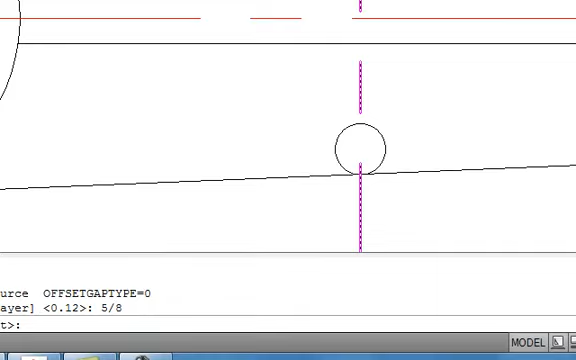 urce OFFSETGAPTYPE=0
ayer] <0.12>: 5/8
t>:
MODEL